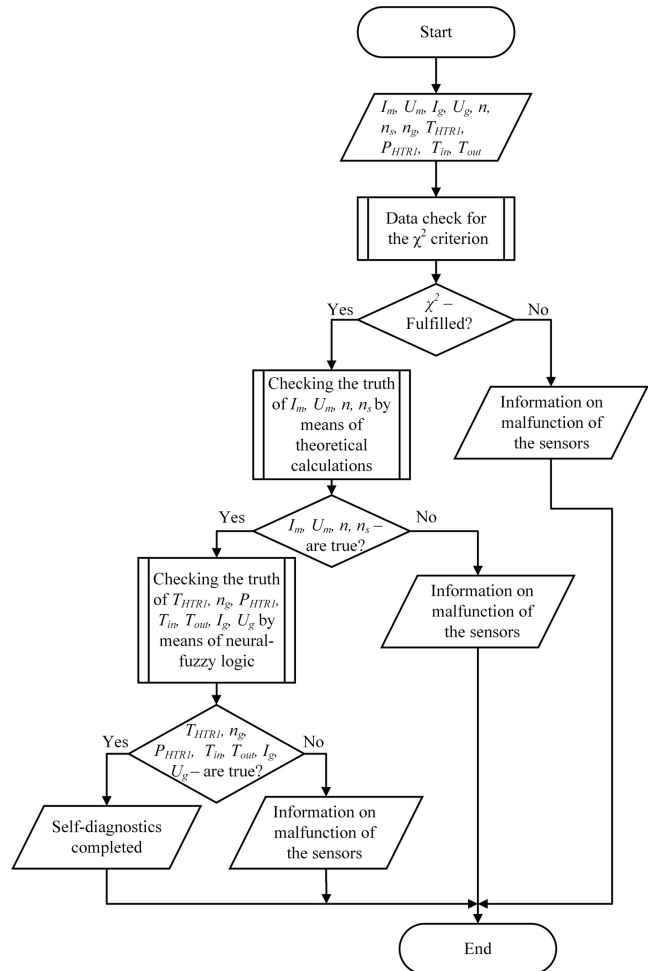 Start
I_m, U_m, I_g, U_g, n,
n_s, n_g, T_HTR1,
P_HTR1, T_in, T_out
Data check for
the χ² criterion
χ² –
Fulfilled?
Yes
No
Checking the truth
of I_m, U_m, n, n_s by
means of
theoretical
calculations
Information on
malfunction of
the sensors
I_m, U_m, n, n_s –
are true?
Yes
No
Checking the truth
of T_HTR1, n_g, P_HTR1,
T_in, T_out, I_g, U_g by
means of neural-
fuzzy logic
Information on
malfunction of
the sensors
T_HTR1, n_g,
P_HTR1, T_in, T_out, I_g,
U_g – are true?
Yes
No
Self-diagnostics
completed
Information on
malfunction of
the sensors
End